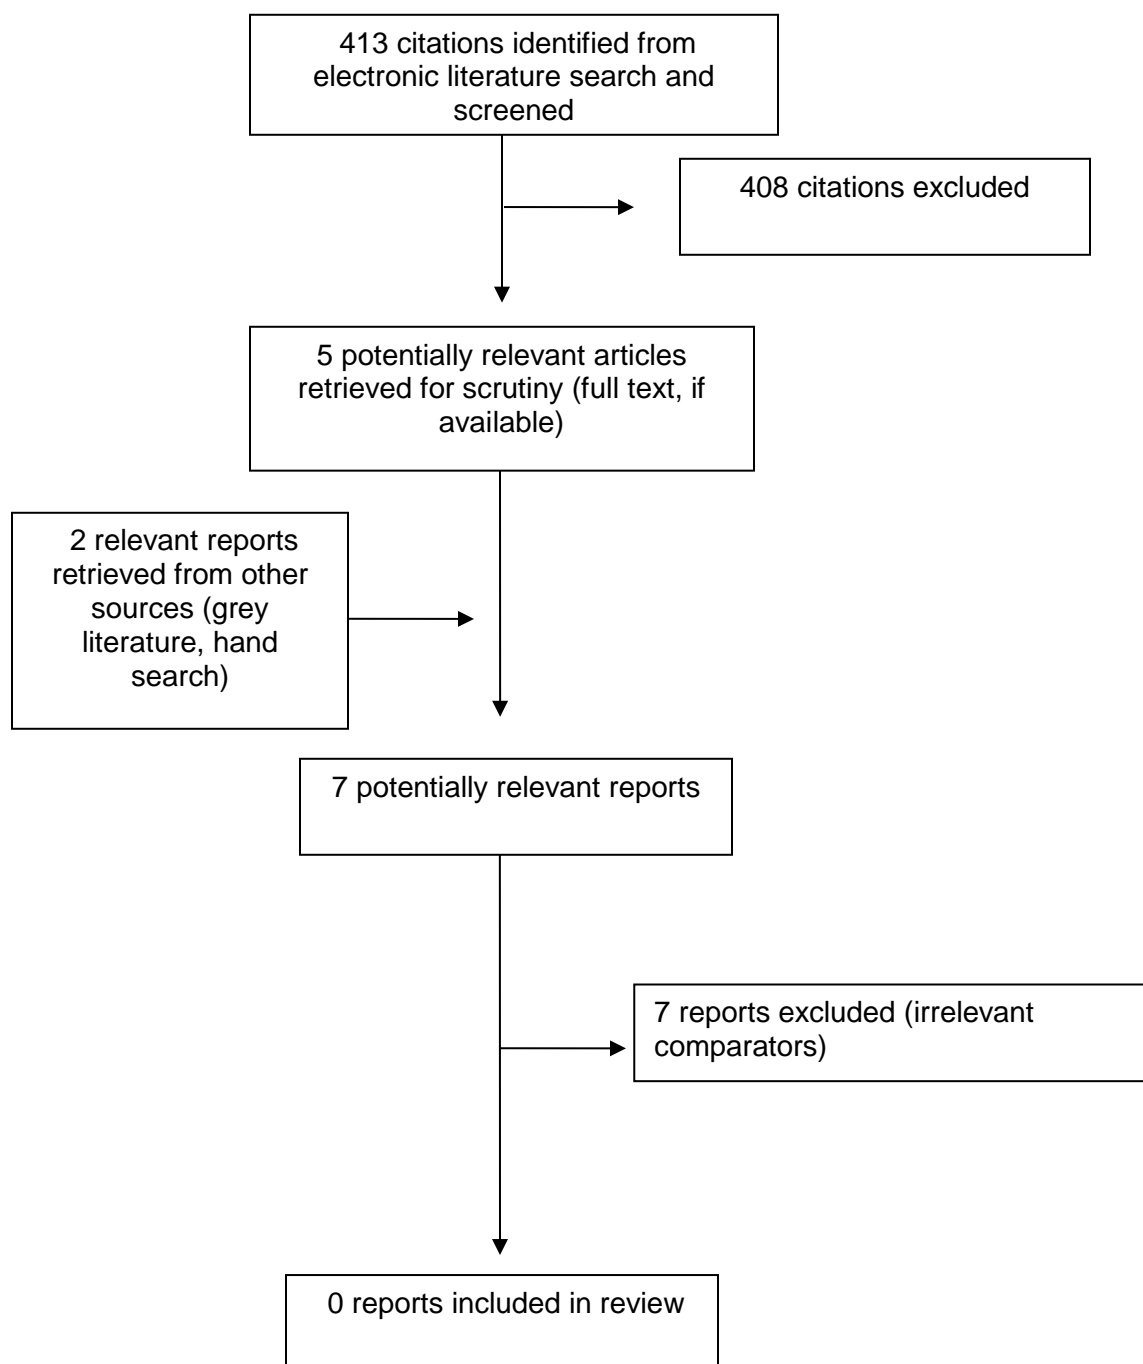 413 citations identified from
electronic literature search and
screened
408 citations excluded
5 potentially relevant articles
retrieved for scrutiny (full text, if
available)
2 relevant reports
retrieved from other
sources (grey
literature, hand
search)
7 potentially relevant reports
7 reports excluded (irrelevant
comparators)
0 reports included in review